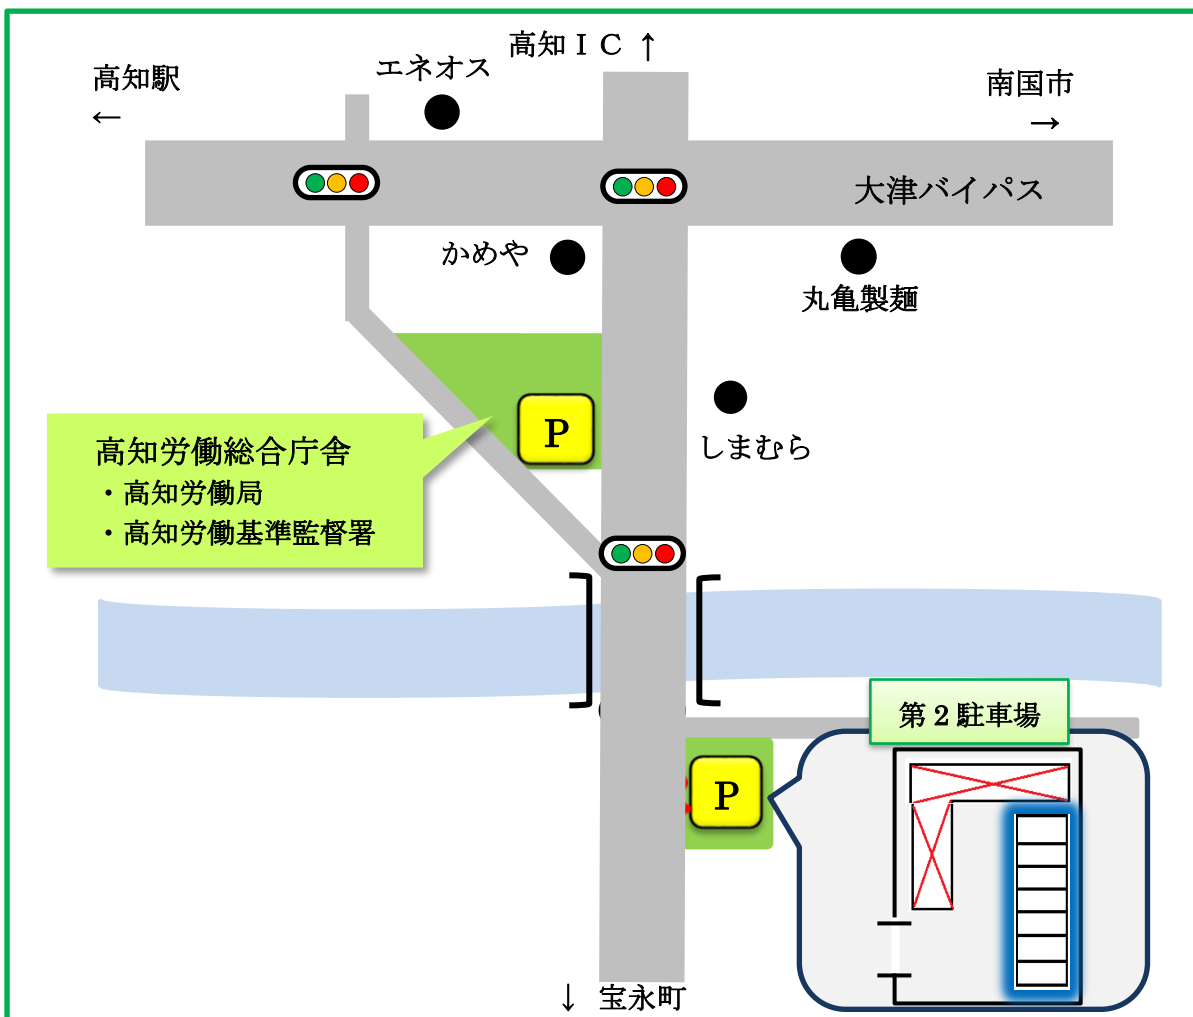 高知ＩＣ ↑
エネオス
高知駅
←
南国市
→
大津バイパス
かめや
丸亀製麺
P
しまむら
高知労働総合庁舎
・高知労働局
・高知労働基準監督署
第２駐車場
P
↓ 宝永町